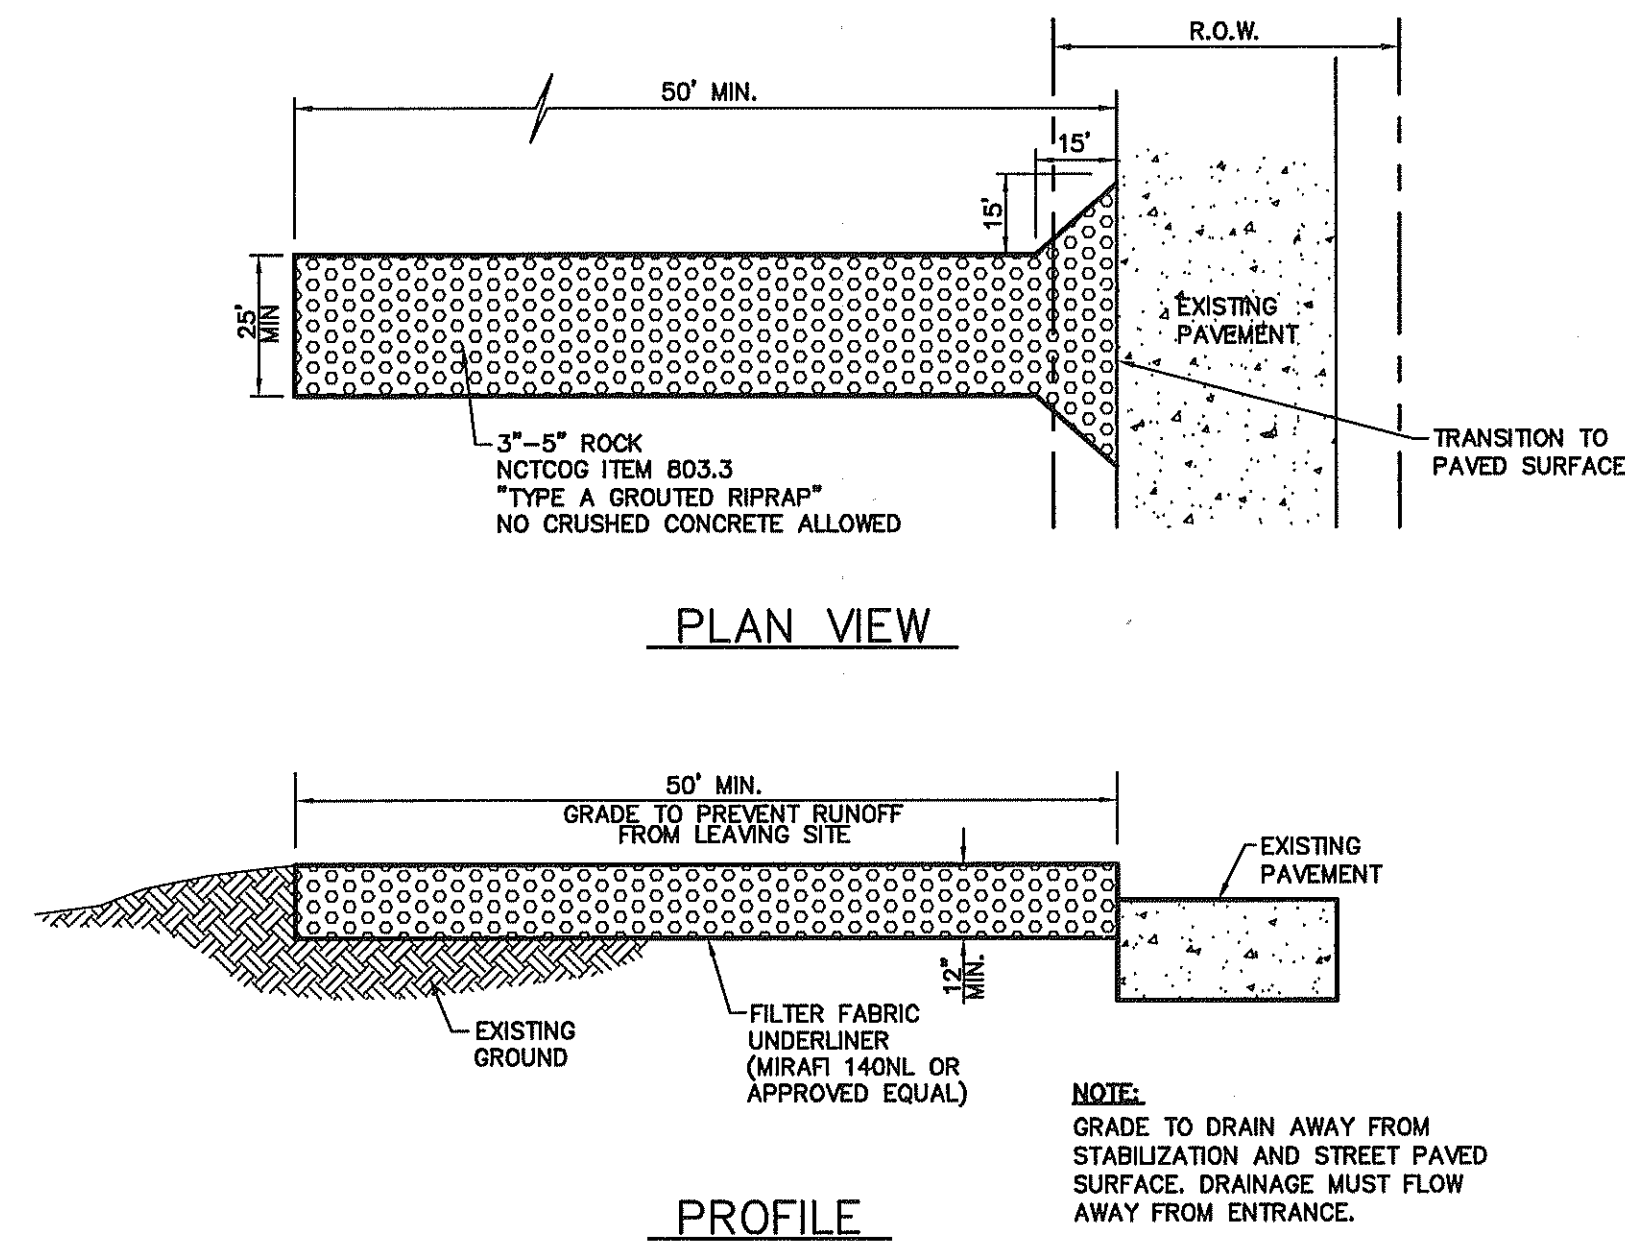 R.O.W.
50' MIN.
15'
15'
25'
MIN
EXISTING
PAVEMENT
3"-5" ROCK
NCTCOG ITEM 803.3
"TYPE A GROUTED RIPRAP"
NO CRUSHED CONCRETE ALLOWED
TRANSITION TO
PAVED SURFACE
PLAN VIEW
50' MIN.
GRADE TO PREVENT RUNOFF
FROM LEAVING SITE
EXISTING
PAVEMENT
12"
MIN.
EXISTING
GROUND
FILTER FABRIC
UNDERLINER
(MIRAFI 140NL OR
APPROVED EQUAL)
NOTE:
GRADE TO DRAIN AWAY FROM
STABILIZATION AND STREET PAVED
SURFACE. DRAINAGE MUST FLOW
AWAY FROM ENTRANCE.
PROFILE